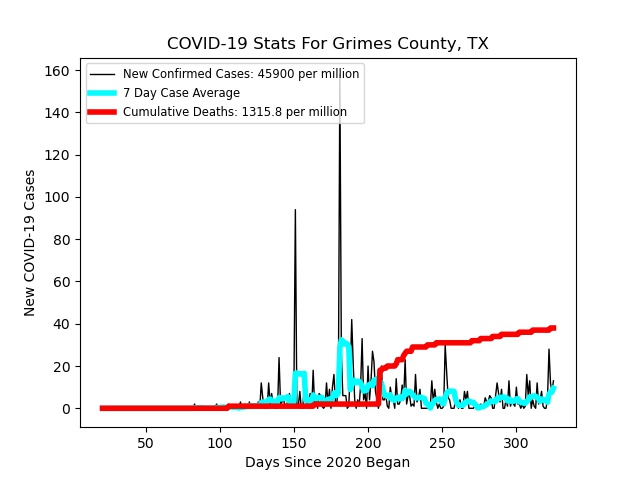 COVID-19 Stats For Grimes County, TX
New Confirmed Cases: 45900 per million
7 Day Case Average
Cumulative Deaths: 1315.8 per million
New COVID-19 Cases
160
140
120
100
80
60
40
20
0
50 100 150 200 250 300
Days Since 2020 Began